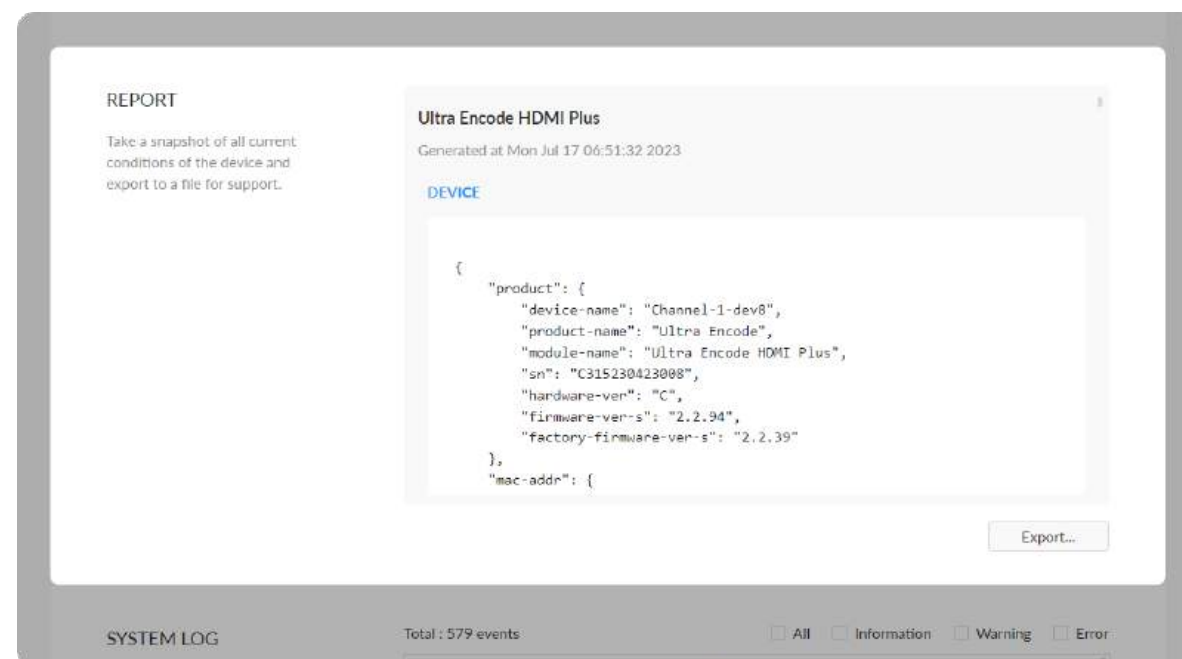 REPORT
Take a snapshot of all current
conditions of the device and
export to a file for support.
Ultra Encode HDMI Plus
Generated at Mon Jul 17 06:51:32 2023
DEVICE
{
"product": {
"device-name": "Channel-1-dev8",
"product-name": "Ultra Encode",
"module-name": "Ultra Encode HDMI Plus",
"sn": "C315230423008",
"hardware-ver": "C",
"firmware-ver-s": "2.2.94",
"factory-firmware-ver-s": "2.2.39"
},
"mac-addr": {
Export...
SYSTEM LOG
Total : 579 events
All Information Warning Error